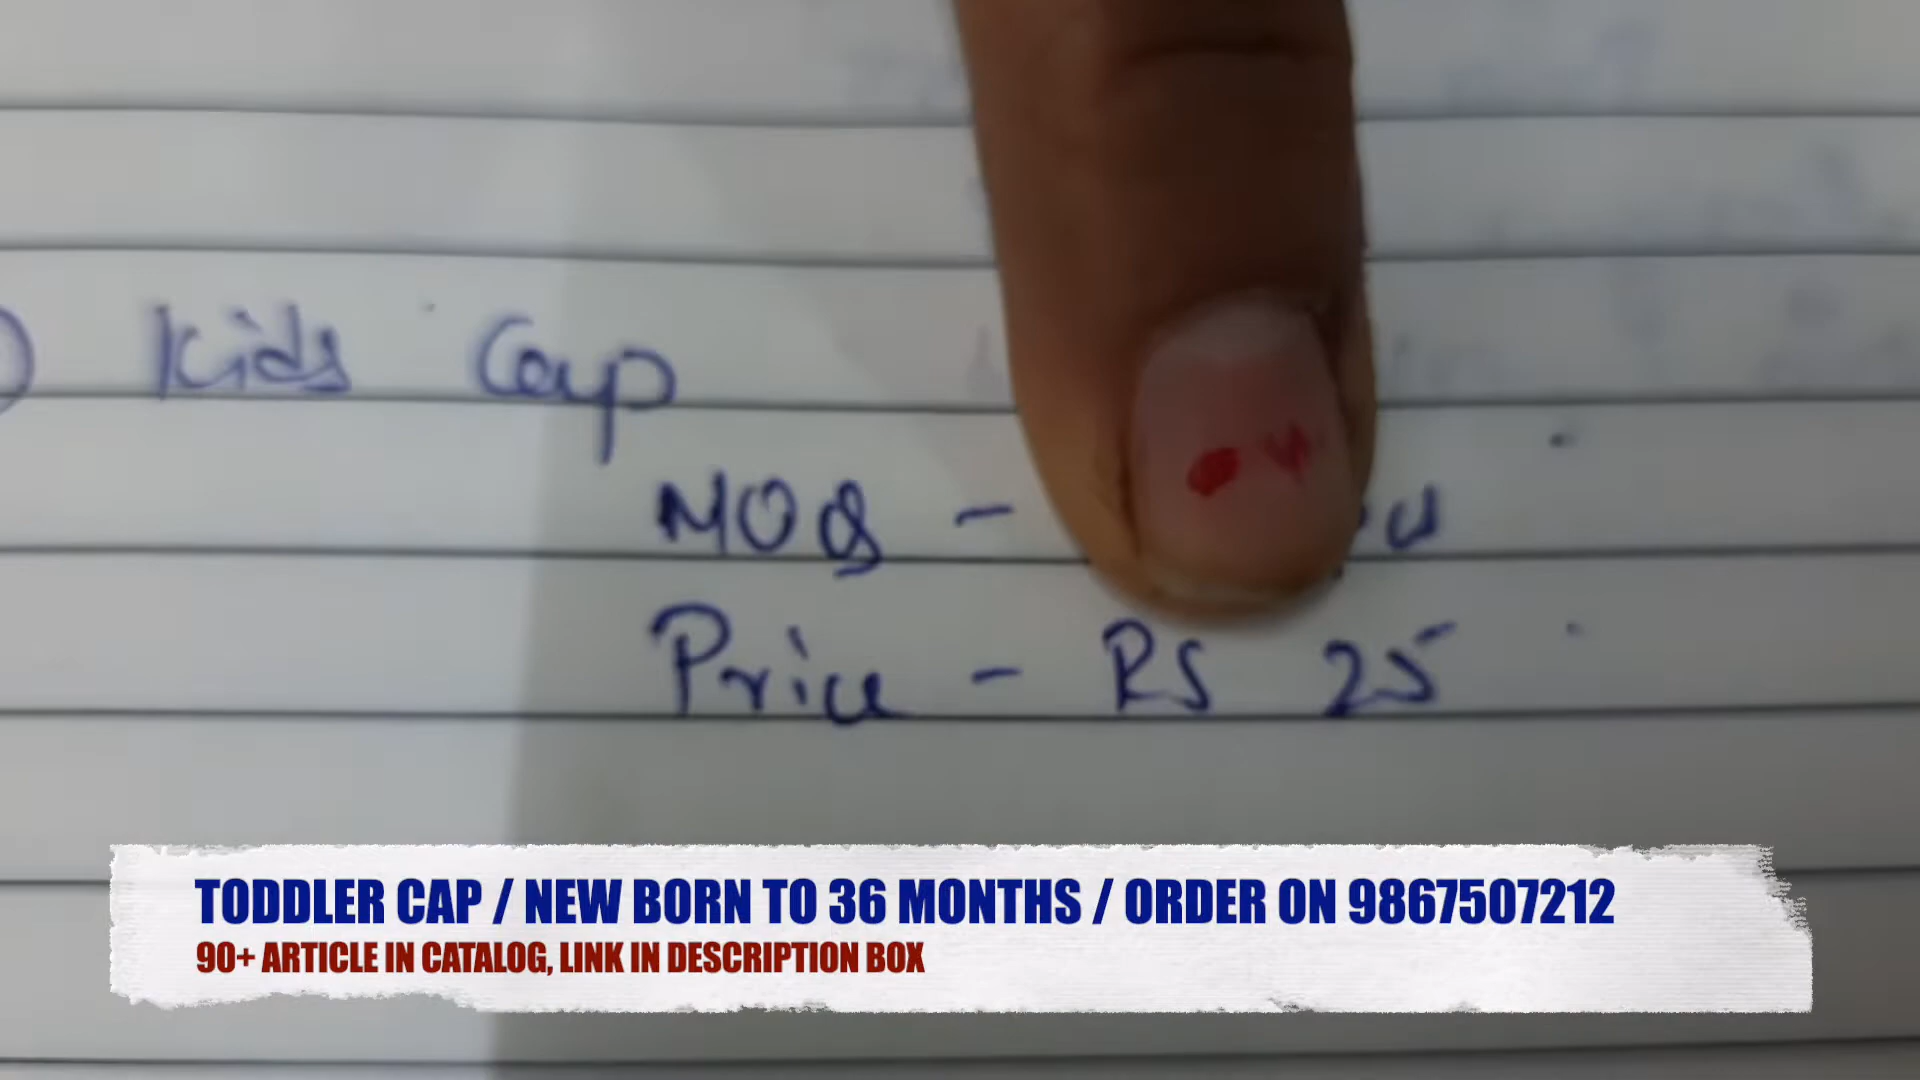 Kids Cap
MOQ -
Price - RS 25
TODDLER CAP / NEW BORN TO 36 MONTHS / ORDER ON 9867507212
90+ ARTICLE IN CATALOG, LINK IN DESCRIPTION BOX